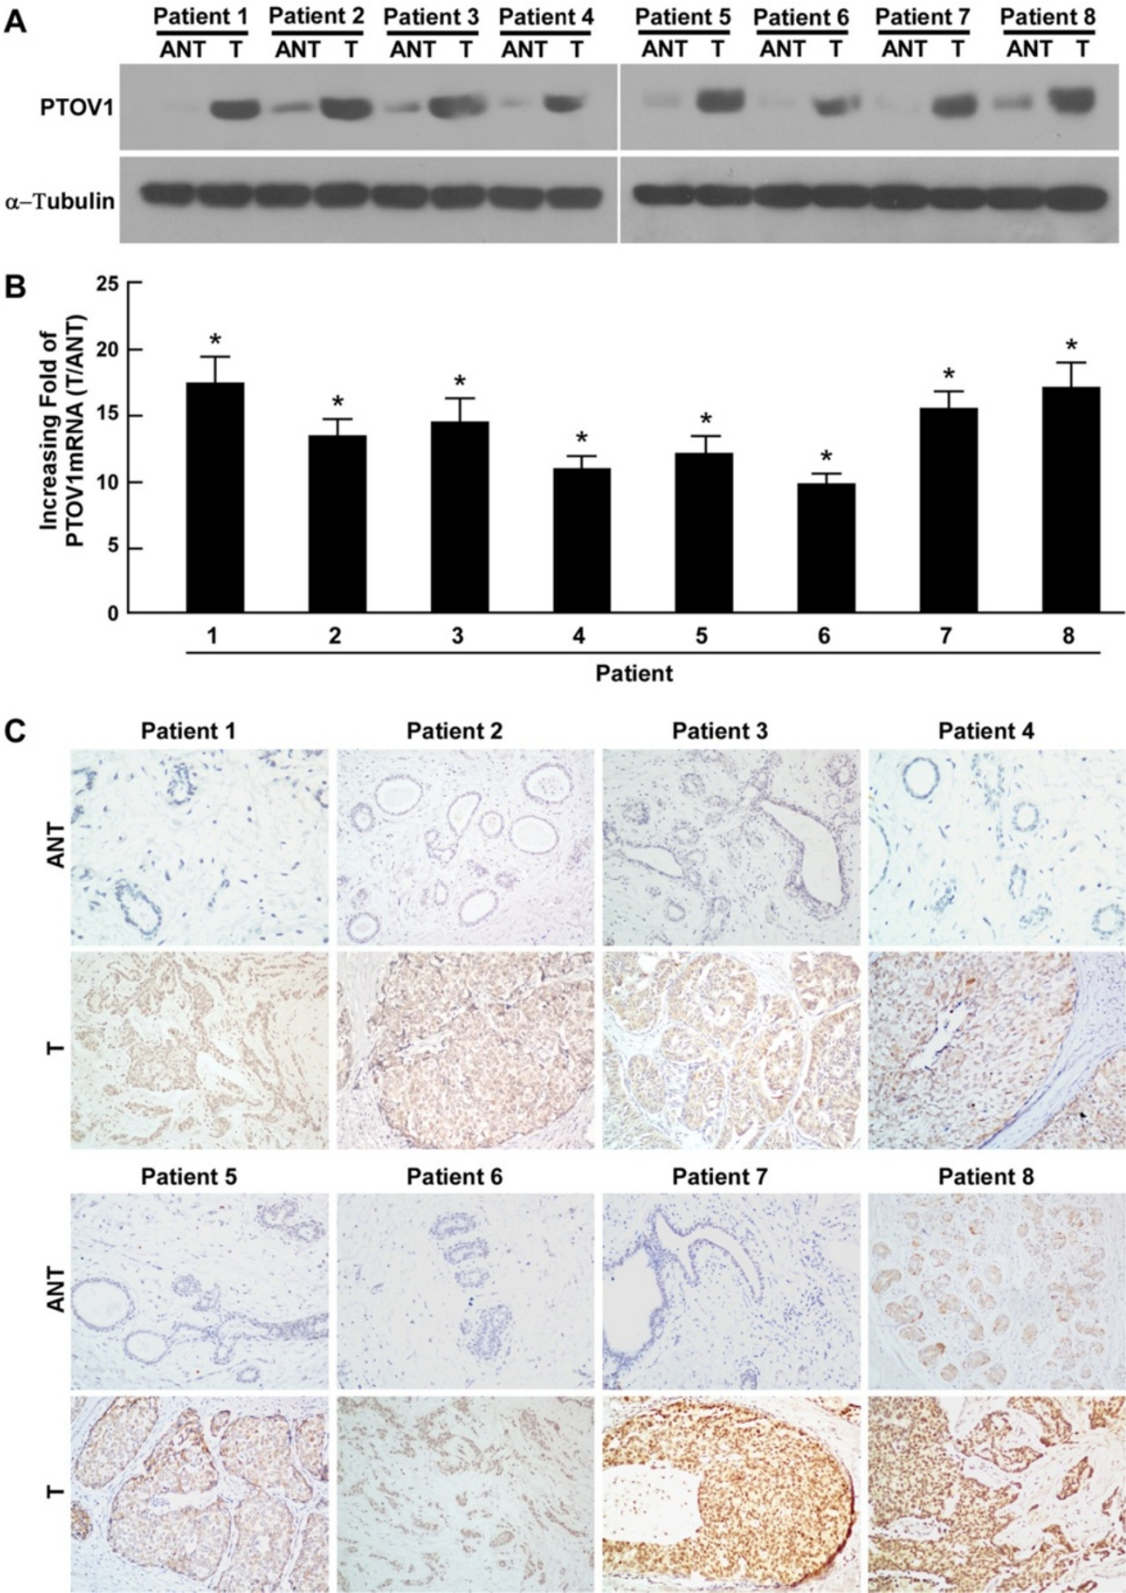 A
Patient 1 Patient 2 Patient 3 Patient 4 Patient 5 Patient 6 Patient 7 Patient 8
ANT T ANT T ANT T ANT T ANT T ANT T ANT T ANT T
PTOV1
α–Tubulin
B
Increasing Fold of
PTOV1mRNA (T/ANT)
25
20
15
10
5
0
* * * * * * * *
1 2 3 4 5 6 7 8
Patient
C
Patient 1 Patient 2 Patient 3 Patient 4
ANT
T
Patient 5 Patient 6 Patient 7 Patient 8
ANT
T